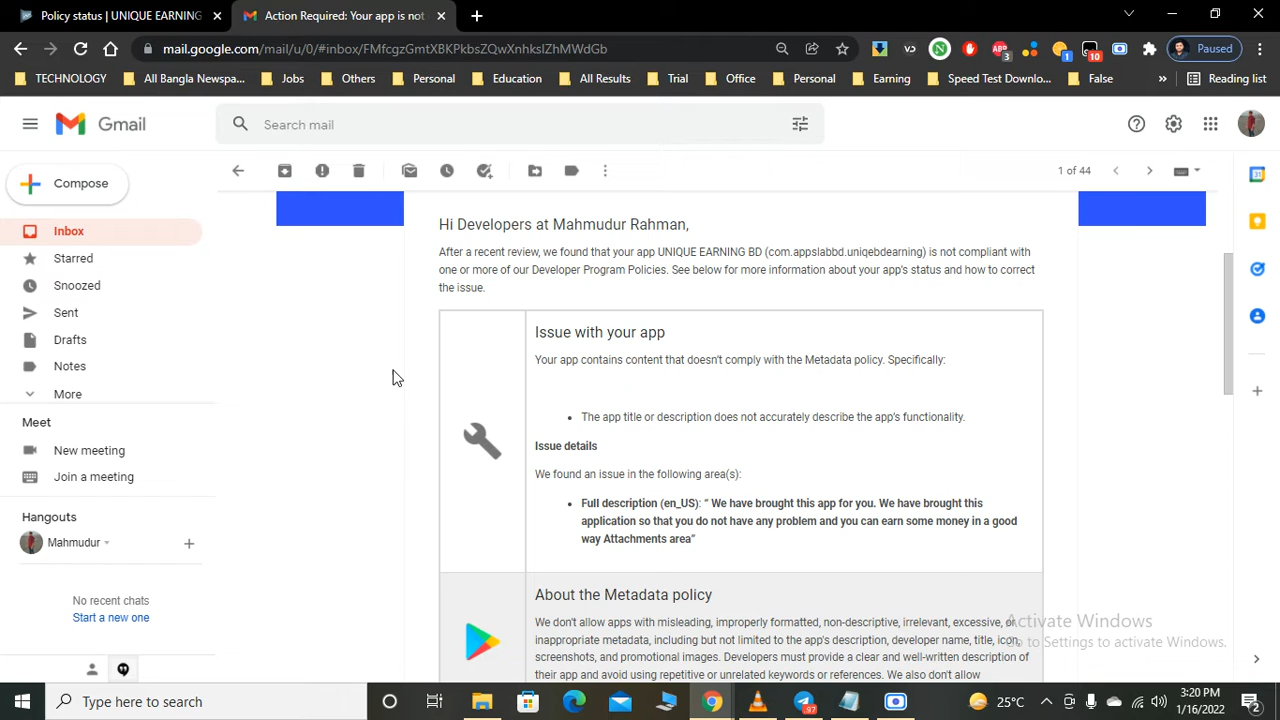 Policy status | UNIQUE EARNING
Action Required: Your app is not
mail.google.com/mail/u/0/#inbox/FMfcgzGmtXBKPkbsZQwXnhkslZhMWdGb
Paused
TECHNOLOGY
All Bangla Newspa...
Jobs
Others
Personal
Education
All Results
Trial
Office
Personal
Earning
Speed Test Downlo...
False
»
Reading list
Gmail
Search mail
Compose
1 of 44
Inbox
Starred
Snoozed
Sent
Drafts
Notes
More
Meet
New meeting
Join a meeting
Hangouts
Mahmudur
No recent chats
Start a new one
Hi Developers at Mahmudur Rahman,
After a recent review, we found that your app UNIQUE EARNING BD (com.appslabbd.uniqebdearning) is not compliant with
one or more of our Developer Program Policies. See below for more information about your app's status and how to correct
the issue.
Issue with your app
Your app contains content that doesn't comply with the Metadata policy. Specifically:
• The app title or description does not accurately describe the app's functionality.
Issue details
We found an issue in the following area(s):
• Full description (en_US): “ We have brought this app for you. We have brought this
application so that you do not have any problem and you can earn some money in a good
way Attachments area”
About the Metadata policy
We don't allow apps with misleading, improperly formatted, non-descriptive, irrelevant, excessive, or
inappropriate metadata, including but not limited to the app's description, developer name, title, icon,
screenshots, and promotional images. Developers must provide a clear and well-written description of
their app and avoid using repetitive or unrelated keywords or references. We also don't allow
Activate Windows
Go to Settings to activate Windows.
Type here to search
97
25°C
3:20 PM
1/16/2022
2
3
1
10